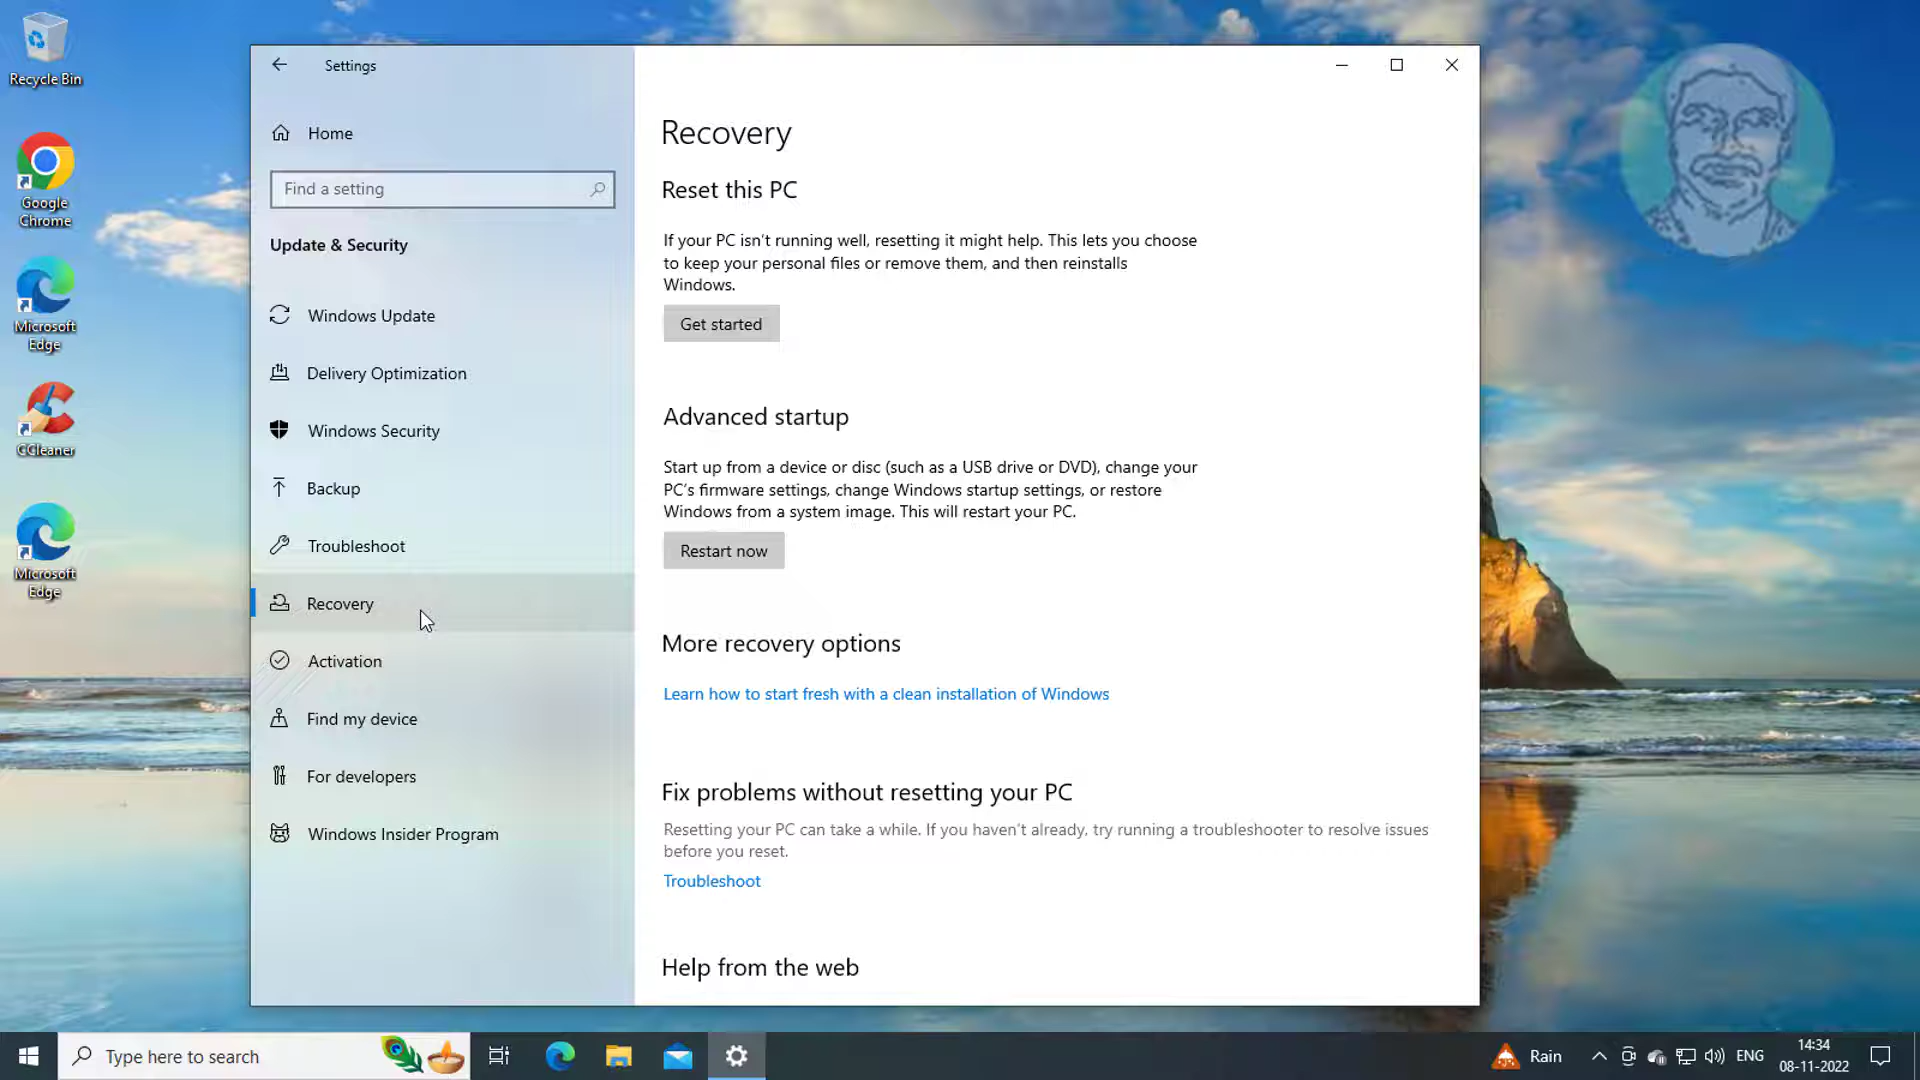 Recycle Bin
Google
Chrome
Microsoft
Edge
CCleaner
Microsoft
Edge
Settings
Home
Find a setting
Update & Security
Windows Update
Delivery Optimization
Windows Security
Backup
Troubleshoot
Recovery
Activation
Find my device
For developers
Windows Insider Program
Recovery
Reset this PC
If your PC isn't running well, resetting it might help. This lets you choose
to keep your personal files or remove them, and then reinstalls
Windows.
Get started
Advanced startup
Start up from a device or disc (such as a USB drive or DVD), change your
PC's firmware settings, change Windows startup settings, or restore
Windows from a system image. This will restart your PC.
Restart now
More recovery options
Learn how to start fresh with a clean installation of Windows
Fix problems without resetting your PC
Resetting your PC can take a while. If you haven't already, try running a troubleshooter to resolve issues
before you reset.
Troubleshoot
Help from the web
Type here to search
Rain
ENG
14:34
08-11-2022